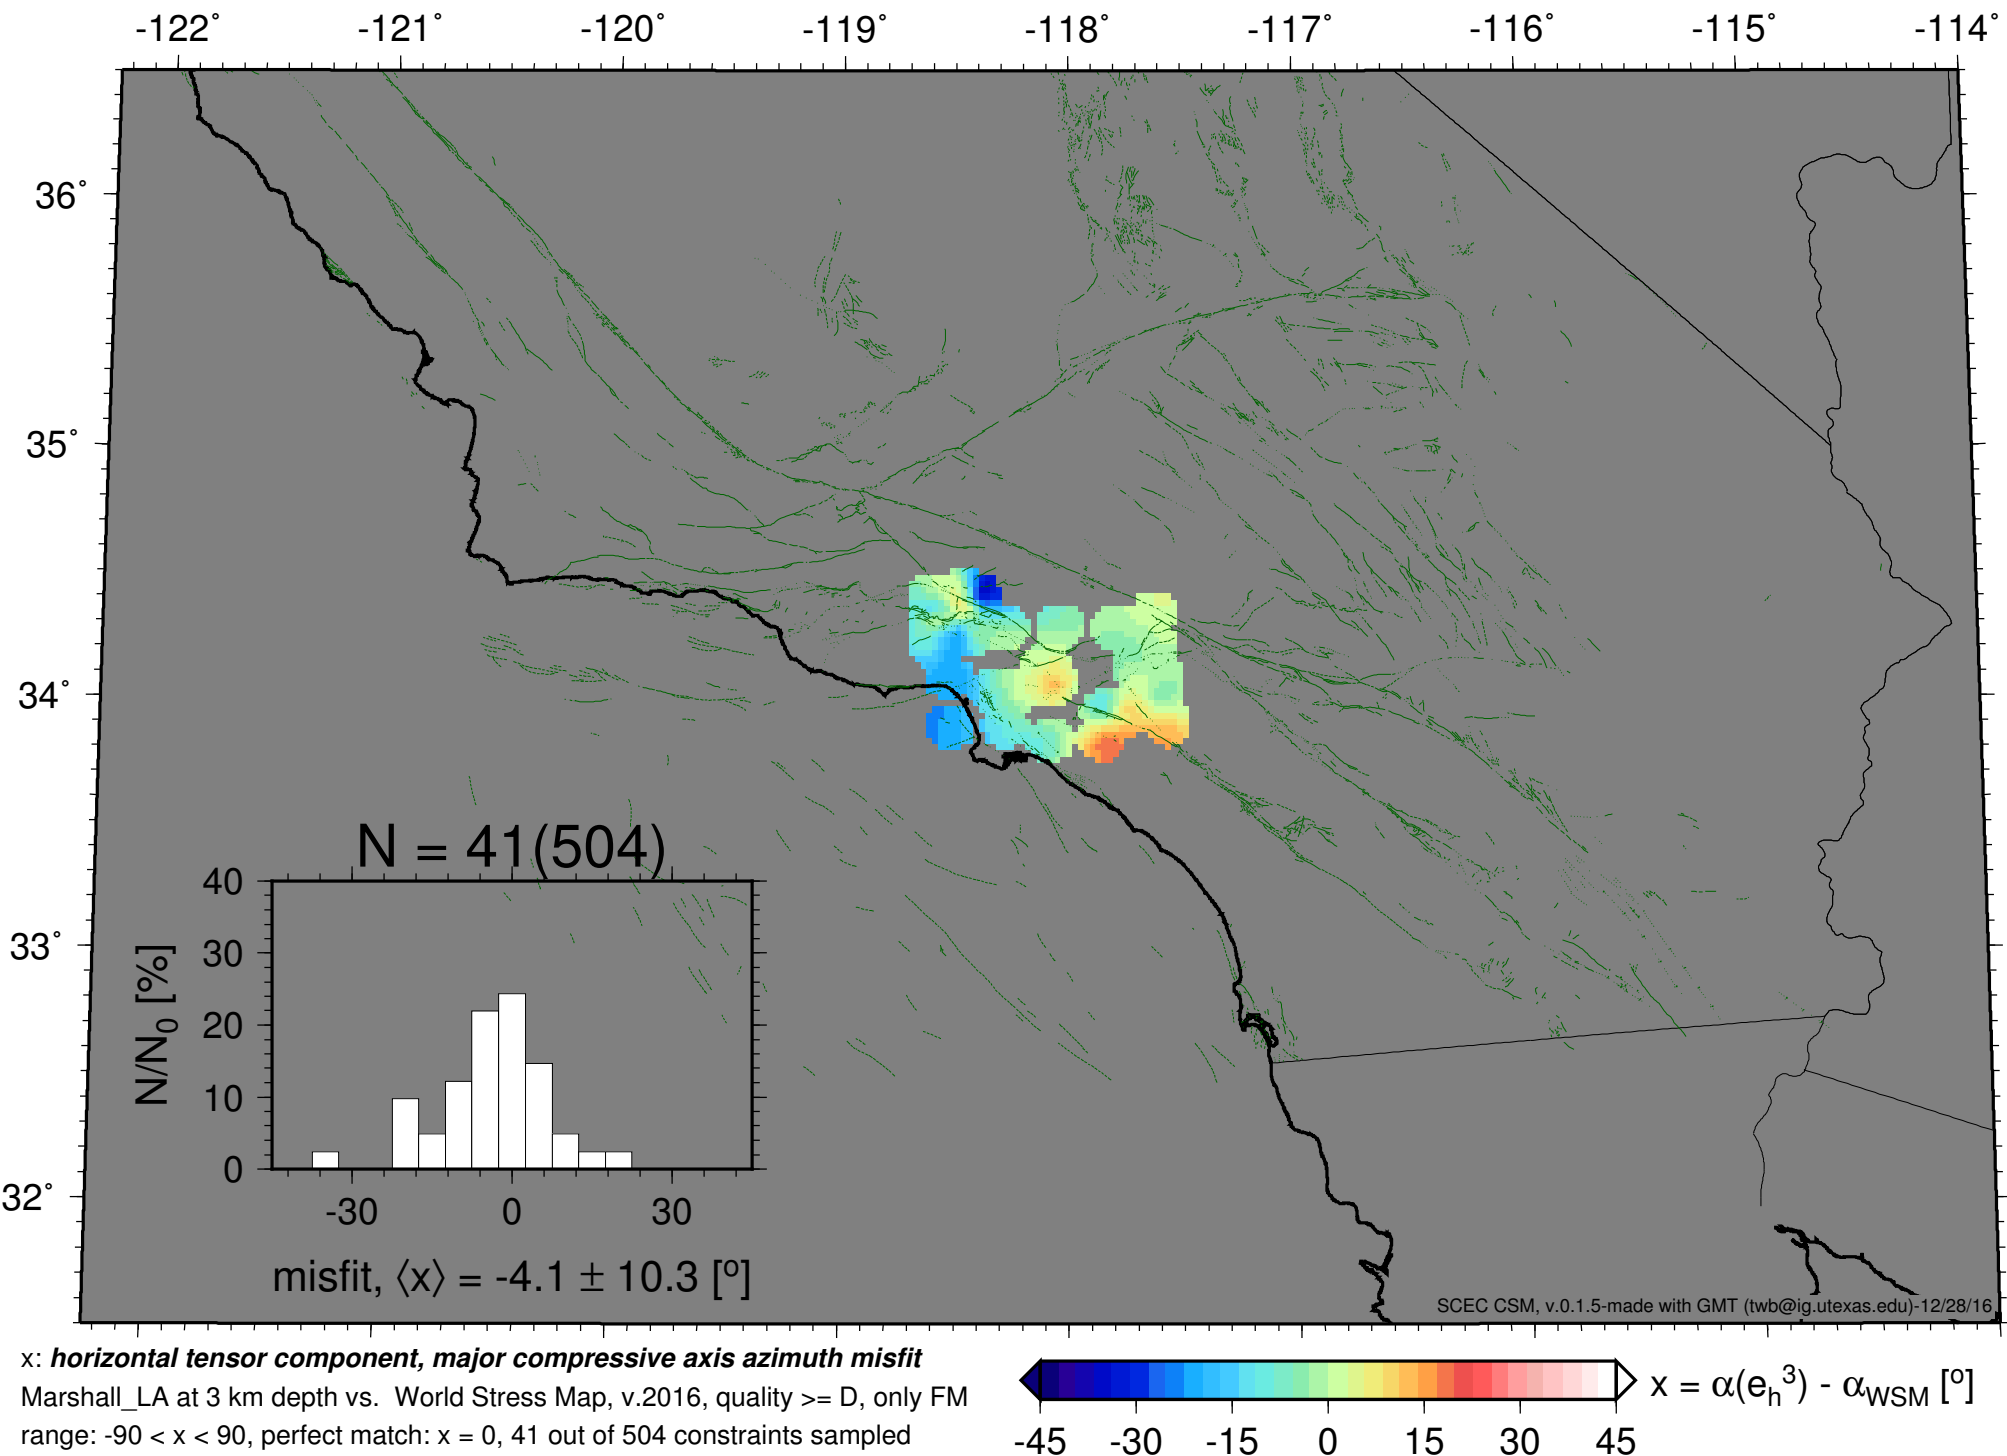 -122° -121° -120° -119° -118° -117° -116° -115° -114°
36°
35°
34°
33°
32°
N = 41(504)
40
30
20
10
0
N/N0 [%]
-30 0 30
misfit, ⟨x⟩ = -4.1 ± 10.3 [º]
SCEC CSM, v.0.1.5-made with GMT (twb@ig.utexas.edu)-12/28/16
x: horizontal tensor component, major compressive axis azimuth misfit
Marshall_LA at 3 km depth vs. World Stress Map, v.2016, quality >= D, only FM
range: -90 < x < 90, perfect match: x = 0, 41 out of 504 constraints sampled
x = α(eh3) - αWSM [º]
-45 -30 -15 0 15 30 45